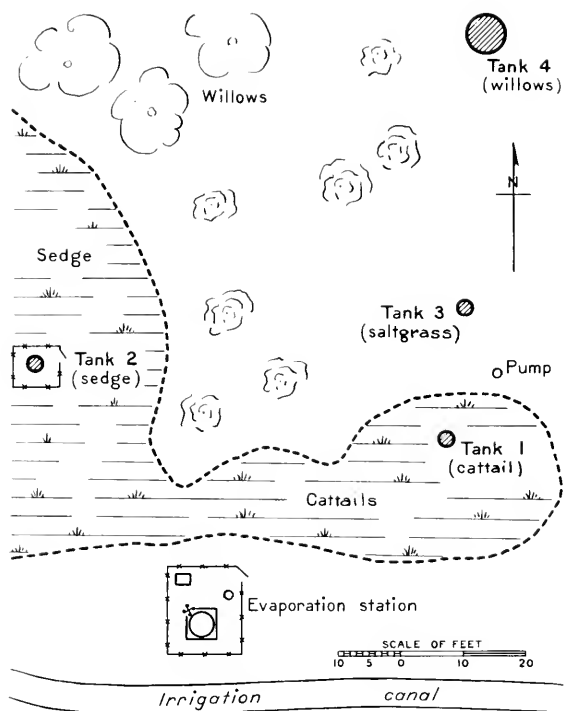 Tank 4
(willows)
Willows
N
Sedge
Tank 3
(saltgrass)
Tank 2
(sedge)
Pump
Tank 1
(cattail)
Cattails
Evaporation station
SCALE OF FEET
10 5 0 10 20
Irrigation canal